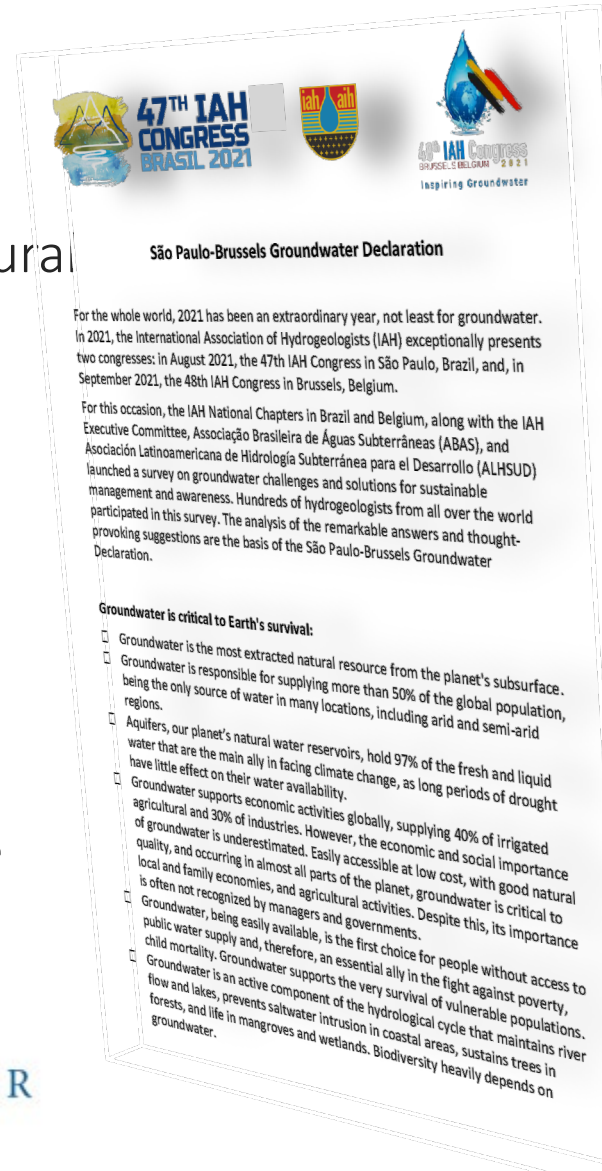 47TH IAH
CONGRESS
BRASIL 2021
iah aih
48th IAH Congress
BRUSSELS BELGIUM 2021
Inspiring Groundwater
ural
São Paulo-Brussels Groundwater Declaration
For the whole world, 2021 has been an extraordinary year, not least for groundwater.
In 2021, the International Association of Hydrogeologists (IAH) exceptionally presents
two congresses: in August 2021, the 47th IAH Congress in São Paulo, Brazil, and, in
September 2021, the 48th IAH Congress in Brussels, Belgium.
For this occasion, the IAH National Chapters in Brazil and Belgium, along with the IAH
Executive Committee, Associação Brasileira de Águas Subterrâneas (ABAS), and
Asociación Latinoamericana de Hidrología Subterránea para el Desarrollo (ALHSUD)
launched a survey on groundwater challenges and solutions for sustainable
management and awareness. Hundreds of hydrogeologists from all over the world
participated in this survey. The analysis of the remarkable answers and thought-
provoking suggestions are the basis of the São Paulo-Brussels Groundwater
Declaration.
Groundwater is critical to Earth's survival:
Groundwater is the most extracted natural resource from the planet's subsurface.
Groundwater is responsible for supplying more than 50% of the global population,
being the only source of water in many locations, including arid and semi-arid
regions.
Aquifers, our planet's natural water reservoirs, hold 97% of the fresh and liquid
water that are the main ally in facing climate change, as long periods of drought
have little effect on their water availability.
Groundwater supports economic activities globally, supplying 40% of irrigated
agricultural and 30% of industries. However, the economic and social importance
of groundwater is underestimated. Easily accessible at low cost, with good natural
quality, and occurring in almost all parts of the planet, groundwater is critical to
local and family economies, and agricultural activities. Despite this, its importance
is often not recognized by managers and governments.
Groundwater, being easily available, is the first choice for people without access to
public water supply and, therefore, an essential ally in the fight against poverty,
child mortality. Groundwater supports the very survival of vulnerable populations.
Groundwater is an active component of the hydrological cycle that maintains river
flow and lakes, prevents saltwater intrusion in coastal areas, sustains trees in
forests, and life in mangroves and wetlands. Biodiversity heavily depends on
groundwater.
R